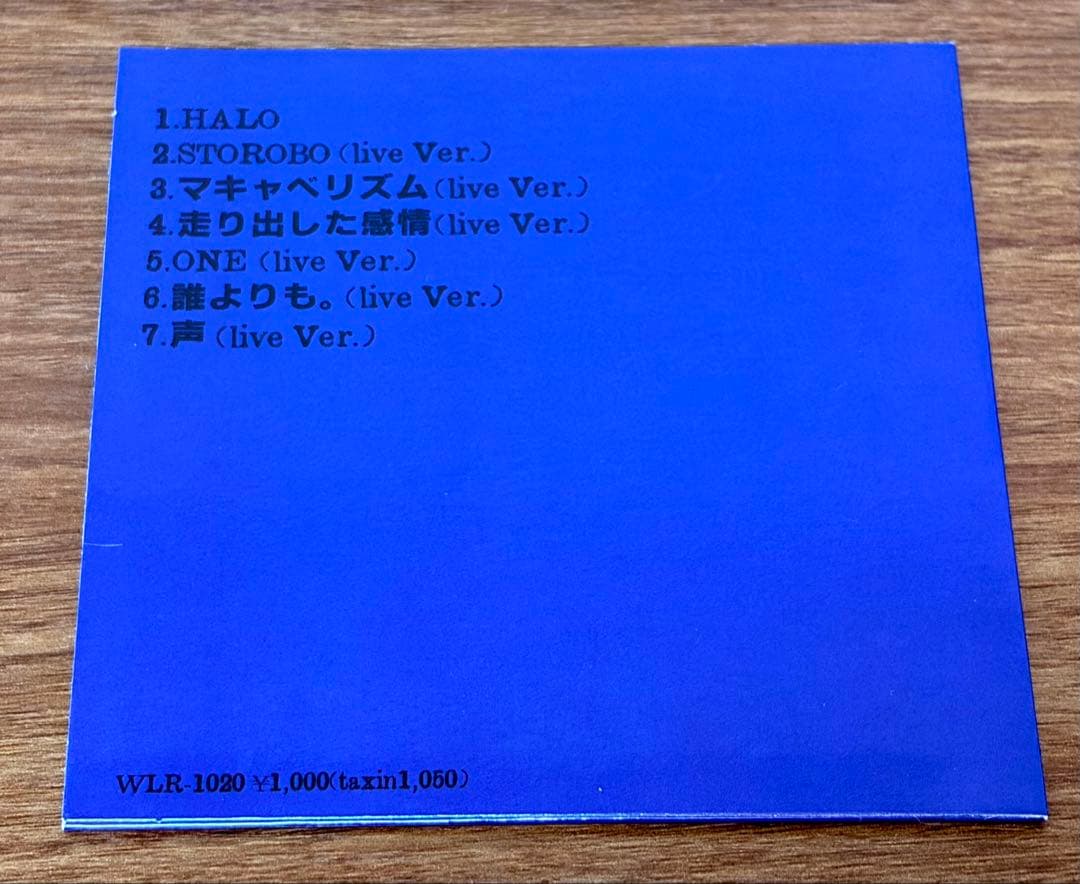 1.HALO
2.STOROBO (live Ver.)
3.マキャベリズム(live Ver.)
4.走り出した感情(live Ver.)
5.ONE (live Ver.)
6.誰よりも。(live Ver.)
7.声 (live Ver.)
WLR-1020 ¥1,000(taxin1,050)